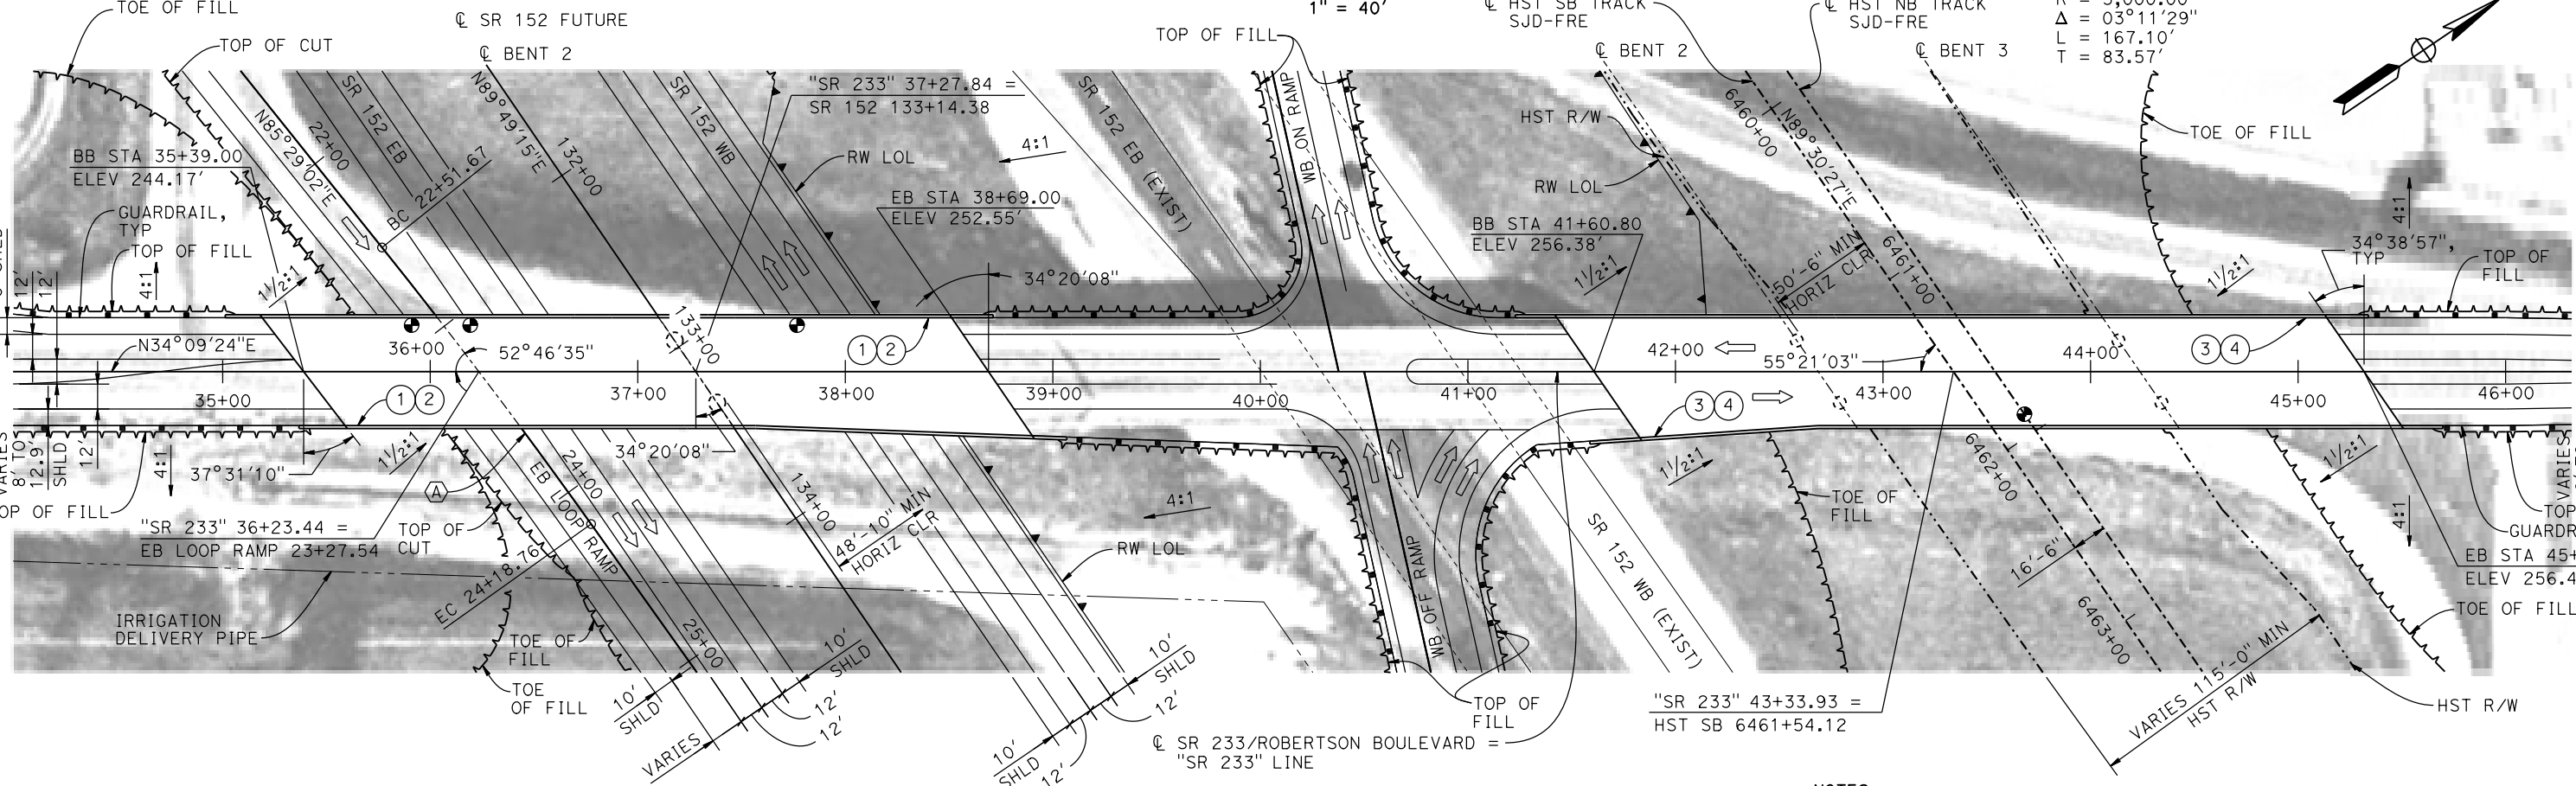 TOE OF FILL
TOP OF CUT
℄ SR 152 FUTURE
℄ BENT 2
1" = 40'
TOP OF FILL
℄ HST SB TRACK
SJD-FRE
℄ HST NB TRACK
SJD-FRE
℄ BENT 2
℄ BENT 3
Δ = 03°11'29"
L = 167.10'
T = 83.57'
"SR 233" 37+27.84 =
SR 152 133+14.38
N85°29'02"E
22+00
SR 152 EB
N89°49'15"E
132+00
SR 152 WB
RW LOL
4:1
SR 152 EB (EXIST)
WB ON RAMP
HST R/W
RW LOL
6460+00
N89°30'27"E
TOE OF FILL
BB STA 35+39.00
ELEV 244.17'
BC 22+51.67
EB STA 38+69.00
ELEV 252.55'
BB STA 41+60.80
ELEV 256.38'
GUARDRAIL,
TYP
TOP OF FILL
4:1
1½:1
34°20'08"
1½:1
50'-6" MIN
HORIZ CLR
6461+00
1½:1
4:1
34°38'57",
TYP
TOP OF
FILL
12'
12'
N34°09'24"E
36+00
52°46'35"
133+00
1 2
42+00
55°21'03"
44+00
3 4
35+00
1 2
37+00
38+00
39+00
40+00
41+00
3 4
43+00
45+00
46+00
VARIES
8' TO
12.9'
SHLD
12'
4:1
37°31'10"
1½:1
A
EB LOOP RAMP
24+00
34°20'08"
134+00
48'-10" MIN
HORIZ CLR
4:1
RW LOL
SR 152 WB (EXIST)
WB OFF RAMP
1½:1
TOE OF
FILL
6462+00
16'-6"
6463+00
1½:1
4:1
VARIES
TOP
GUARDR
EB STA 45+
ELEV 256.4
TOE OF FILL
OP OF FILL
"SR 233" 36+23.44 =
EB LOOP RAMP 23+27.54
TOP OF
CUT
EC 24+18.76
IRRIGATION
DELIVERY PIPE
TOE OF
FILL
TOE
OF FILL
25+00
10'
SHLD
VARIES
10'
SHLD
12'
12'
10'
SHLD
12'
12'
10'
SHLD
℄ SR 233/ROBERTSON BOULEVARD =
"SR 233" LINE
TOP OF
FILL
"SR 233" 43+33.93 =
HST SB 6461+54.12
VARIES 115'-0" MIN
HST R/W
HST R/W